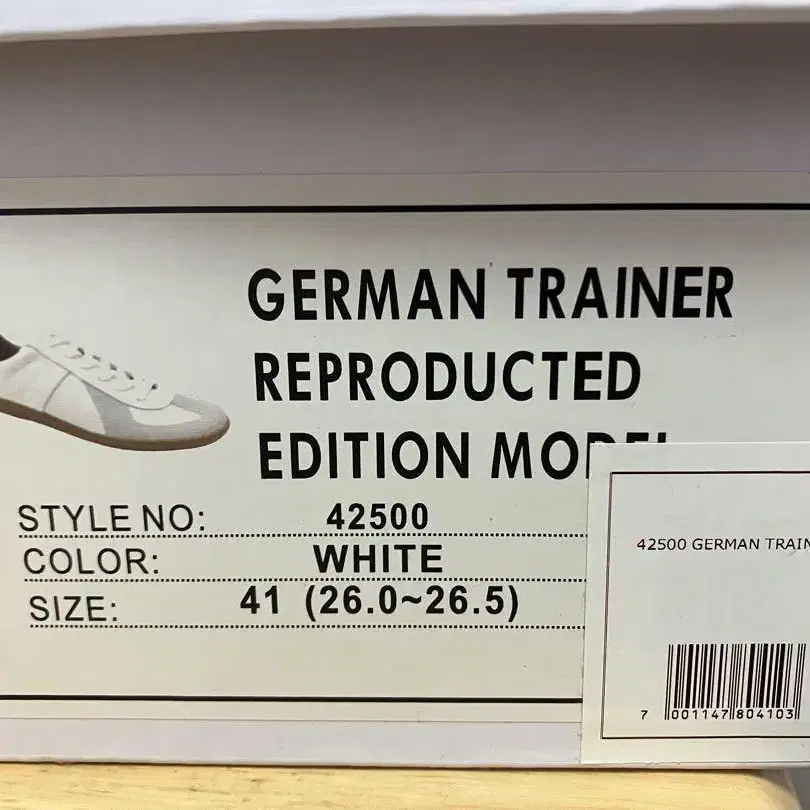 GERMAN TRAINER
REPRODUCTED
EDITION
STYLE NO: 42500
COLOR: WHITE
SIZE: 41 (26.0~26.5)
42500 GERMAN
7 001147 804103